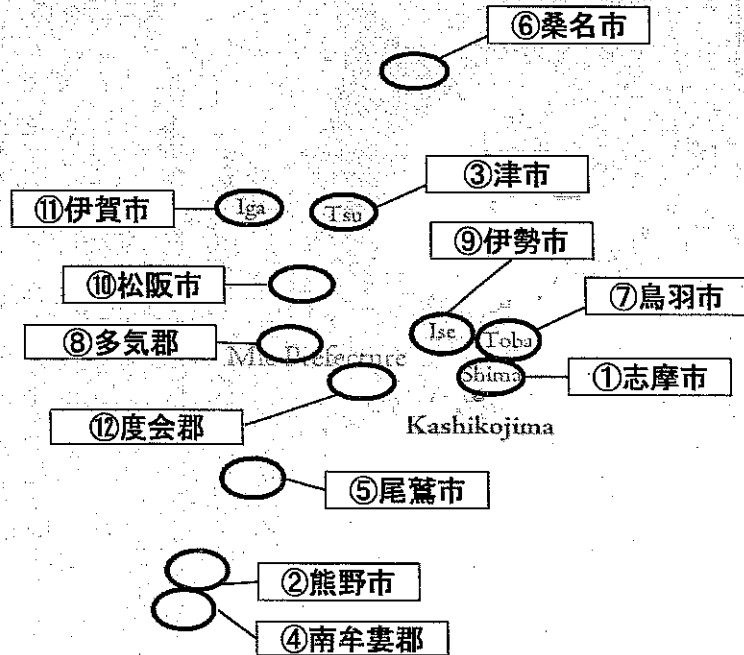 ⑥桑名市
③津市
⑪伊賀市
Iga
Tsu
⑨伊勢市
⑩松阪市
⑦鳥羽市
⑧多気郡
Ise
Toba
Mie Prefecture
Shima
①志摩市
⑫度会郡
Kashikojima
⑤尾鷲市
②熊野市
④南牟婁郡